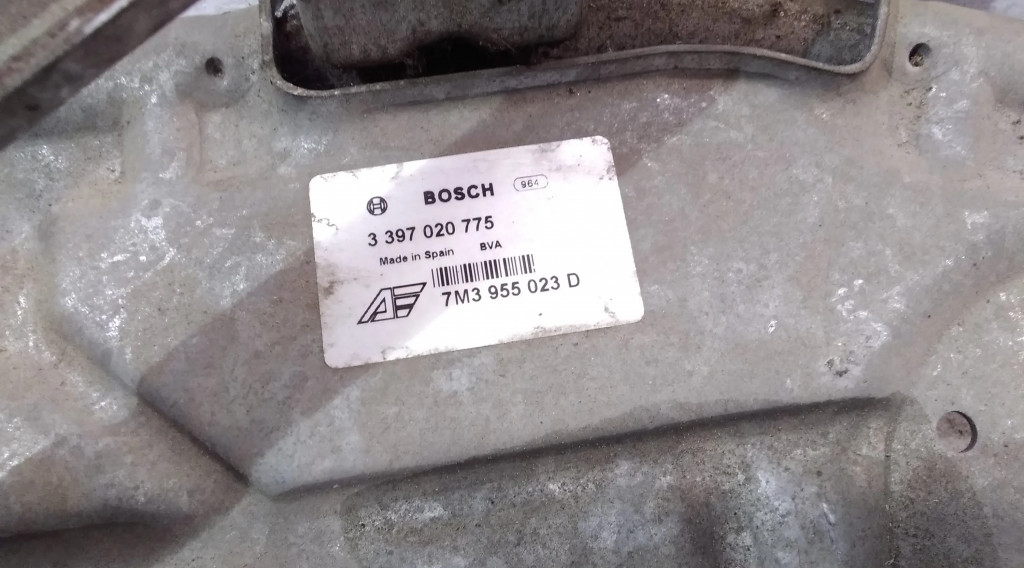 BOSCH 964
3 397 020 775
Made in Spain BVA
7M3 955 023 D